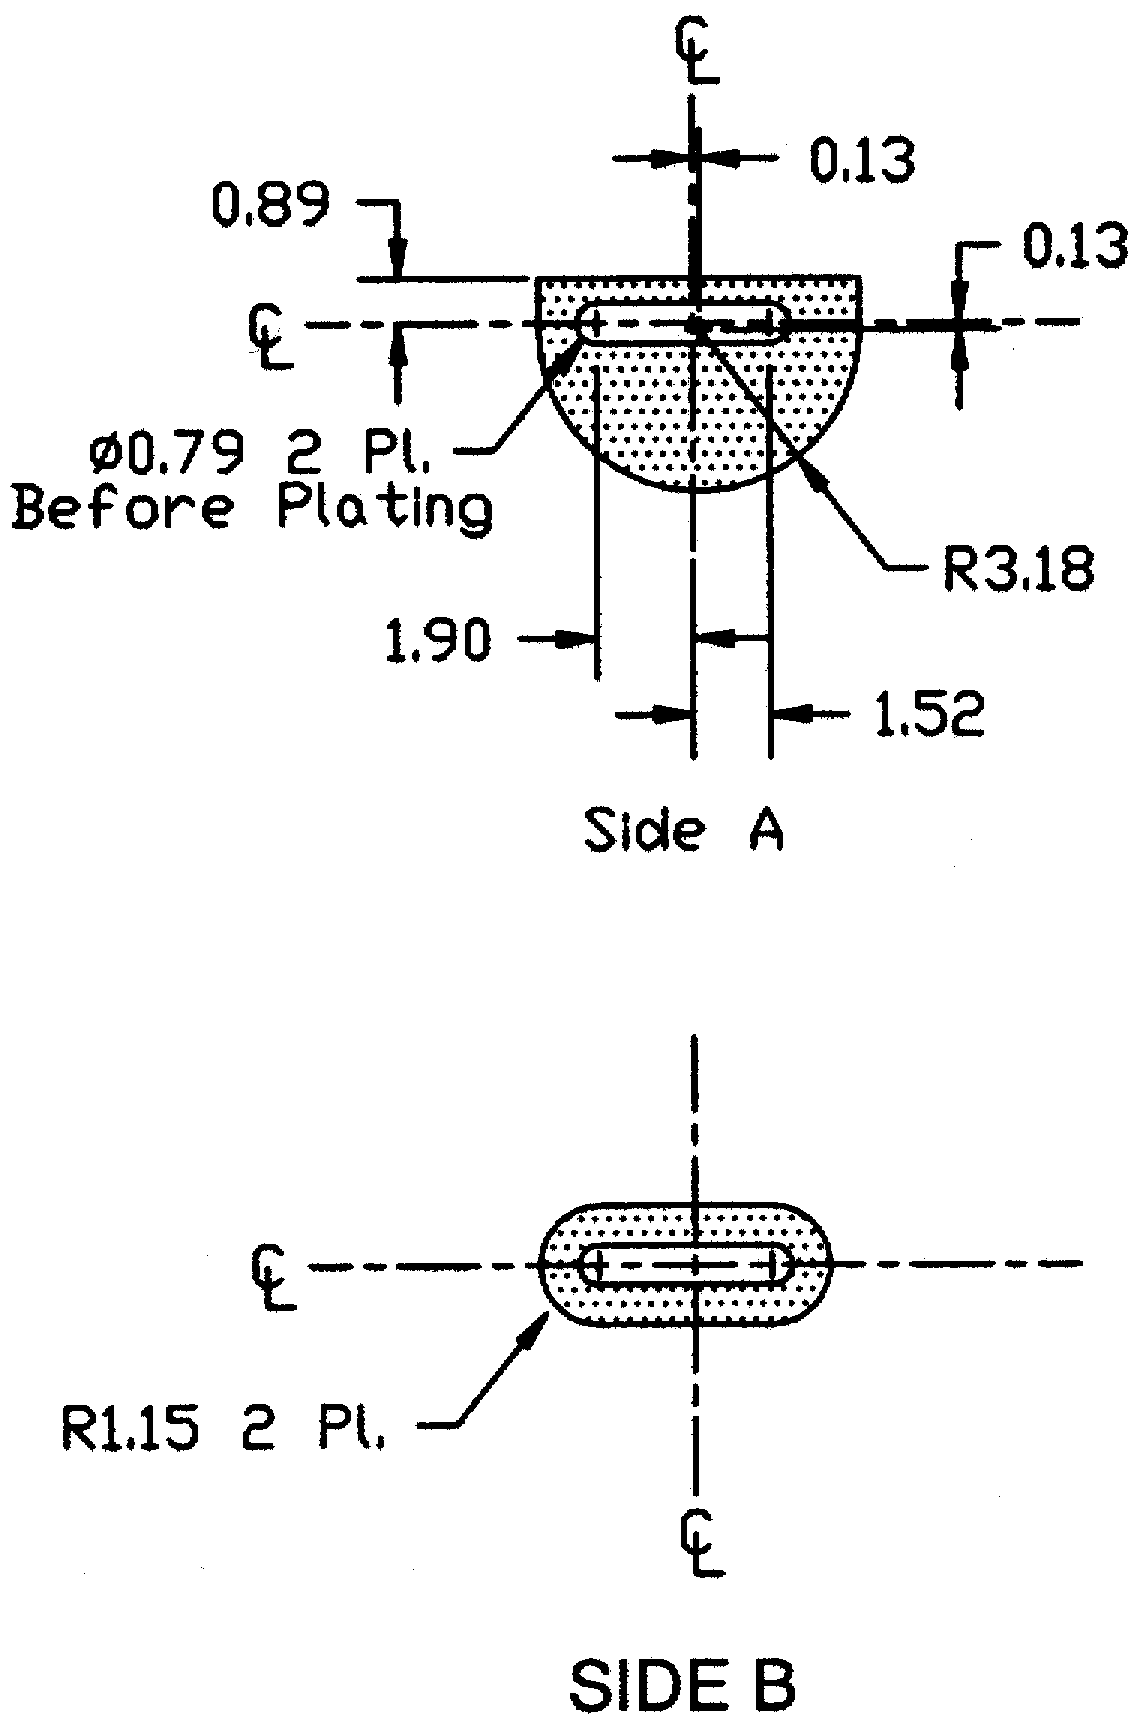 ℄
0.13
0.89
0.13
℄
Ø0.79 2 Pl.
Before Plating
R3.18
1.90
1.52
Side A
℄
R1.15 2 Pl.
℄
SIDE B